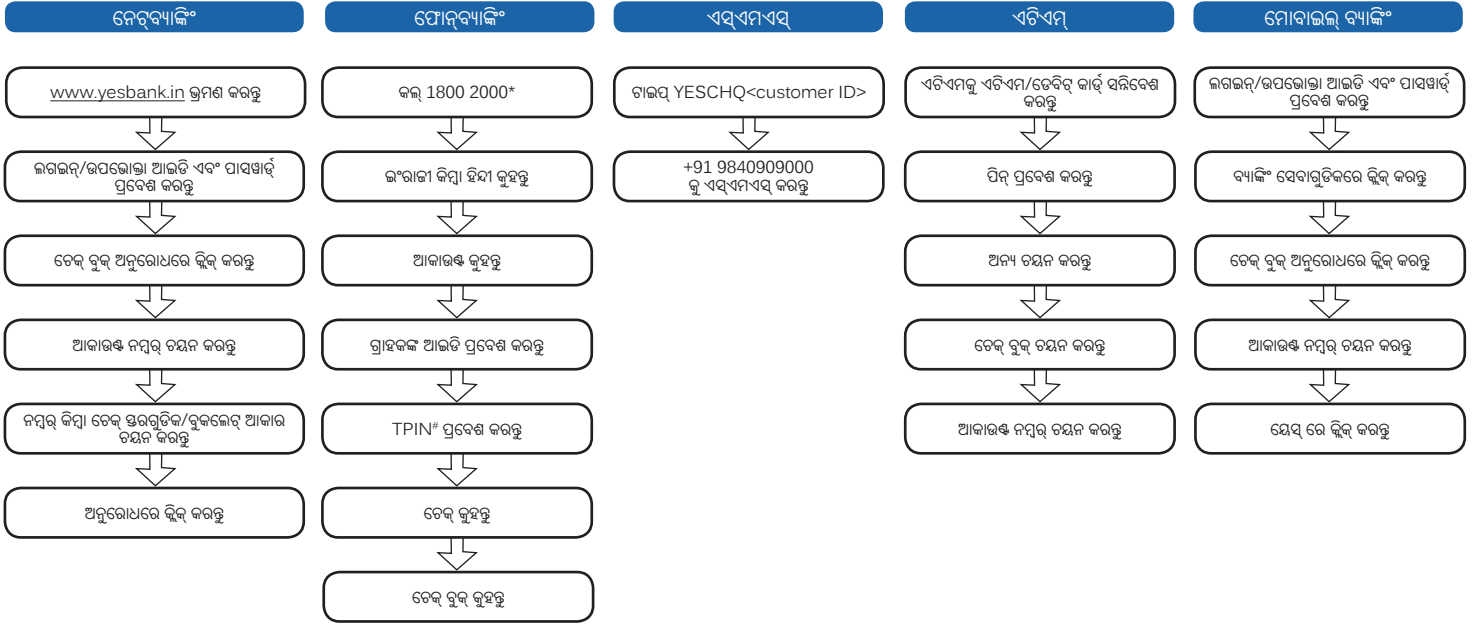 ନେଟ୍‌ବ୍ୟାଙ୍କିଂ
www.yesbank.in ଭ୍ରମଣ କରନ୍ତୁ
ଲଗଇନ୍/ଉପଭୋକ୍ତା ଆଇଡି ଏବଂ ପାସୱାର୍ଡ୍
ପ୍ରବେଶ କରନ୍ତୁ
ଚେକ୍ ବୁକ୍ ଅନୁରୋଧରେ କ୍ଲିକ୍ କରନ୍ତୁ
ଆକାଉଣ୍ଟ ନମ୍ବର୍ ଚୟନ କରନ୍ତୁ
ନମ୍ବର୍ କିମ୍ବା ଚେକ୍ ସ୍ତରଗୁଡିକ/ବୁକଲେଟ୍ ଆକାର
ଚୟନ କରନ୍ତୁ
ଅନୁରୋଧରେ କ୍ଲିକ୍ କରନ୍ତୁ
ଫୋନ୍‌ବ୍ୟାଙ୍କିଂ
କଲ୍ 1800 2000*
ଇଂରାଜୀ କିମ୍ବା ହିନ୍ଦୀ କୁହନ୍ତୁ
ଆକାଉଣ୍ଟ କୁହନ୍ତୁ
ଗ୍ରାହକଙ୍କ ଆଇଡି ପ୍ରବେଶ କରନ୍ତୁ
TPIN# ପ୍ରବେଶ କରନ୍ତୁ
ଚେକ୍ କୁହନ୍ତୁ
ଚେକ୍ ବୁକ୍ କୁହନ୍ତୁ
ଏସ୍ଏମଏସ୍
ଟାଇପ୍ YESCHQ<customer ID>
+91 9840909000
କୁ ଏସ୍ଏମଏସ୍ କରନ୍ତୁ
ଏଟିଏମ୍
ଏଟିଏମକୁ ଏଟିଏମ/ଡେବିଟ୍ କାର୍ଡ୍ ସନ୍ନିବେଶ
କରନ୍ତୁ
ପିନ୍ ପ୍ରବେଶ କରନ୍ତୁ
ଅନ୍ୟ ଚୟନ କରନ୍ତୁ
ଚେକ୍ ବୁକ୍ ଚୟନ କରନ୍ତୁ
ଆକାଉଣ୍ଟ ନମ୍ବର୍ ଚୟନ କରନ୍ତୁ
ମୋବାଇଲ୍ ବ୍ୟାଙ୍କିଂ
ଲଗଇନ୍/ଉପଭୋକ୍ତା ଆଇଡି ଏବଂ ପାସୱାର୍ଡ୍
ପ୍ରବେଶ କରନ୍ତୁ
ବ୍ୟାଙ୍କିଂ ସେବାଗୁଡିକରେ କ୍ଲିକ୍ କରନ୍ତୁ
ଚେକ୍ ବୁକ୍ ଅନୁରୋଧରେ କ୍ଲିକ୍ କରନ୍ତୁ
ଆକାଉଣ୍ଟ ନମ୍ବର୍ ଚୟନ କରନ୍ତୁ
ୟେସ୍ ରେ କ୍ଲିକ୍ କରନ୍ତୁ